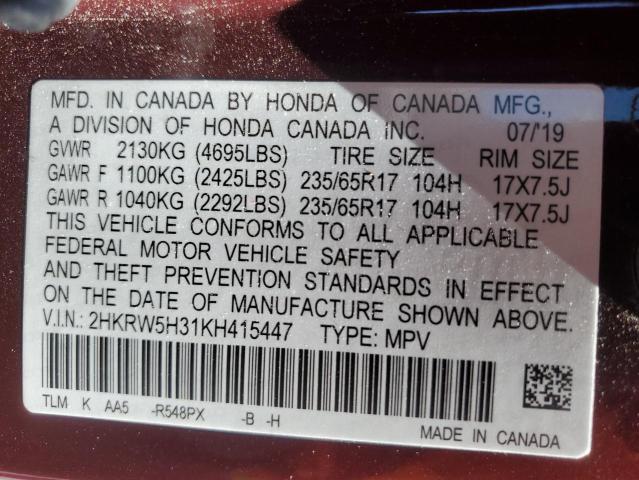 MFD. IN CANADA BY HONDA OF CANADA MFG.,
A DIVISION OF HONDA CANADA INC. 07/'19
GVWR 2130KG (4695LBS) TIRE SIZE RIM SIZE
GAWR F 1100KG (2425LBS) 235/65R17 104H 17X7.5J
GAWR R 1040KG (2292LBS) 235/65R17 104H 17X7.5J
THIS VEHICLE CONFORMS TO ALL APPLICABLE
FEDERAL MOTOR VEHICLE SAFETY
AND THEFT PREVENTION STANDARDS IN EFFECT
ON THE DATE OF MANUFACTURE SHOWN ABOVE.
V.I.N.: 2HKRW5H31KH415447 TYPE: MPV
TLM K AA5 -R548PX -B -H
MADE IN CANADA